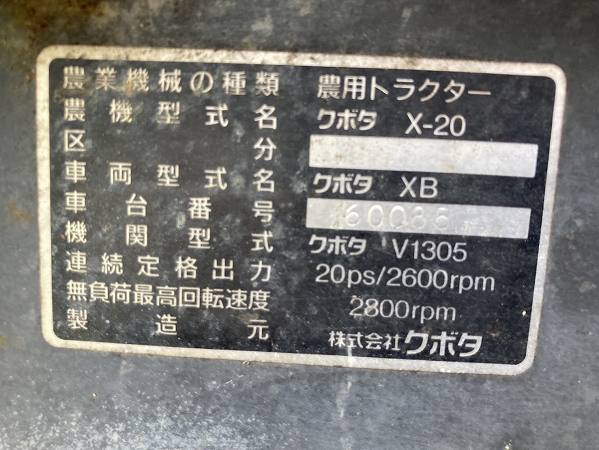 農業機械の種類 農用トラクター
農機型式名 クボタ X-20
区分
車両型式名 クボタ XB
車台番号 60036
機関型式 クボタ V1305
連続定格出力 20ps/2600rpm
無負荷最高回転速度 2800rpm
製造元 株式会社クボタ